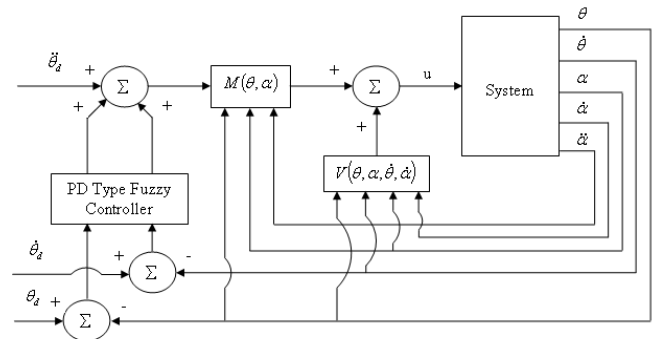 θ
θ̇
α
α̇
α̈
θ̈d
+
Σ
+
+
M(θ,α)
+
Σ
u
System
+
V(θ,α,θ̇,α̇)
PD Type Fuzzy
Controller
θ̇d
+
Σ
-
θd
+
Σ
-